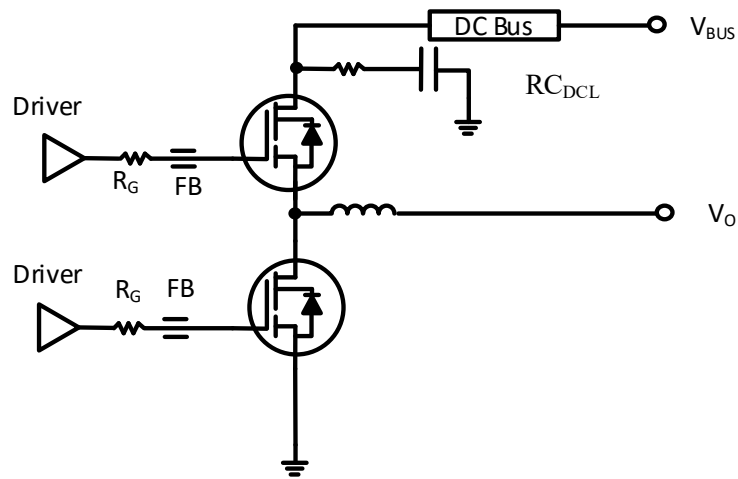 DC Bus
V_BUS
RC_DCL
Driver
R_G
FB
V_O
Driver
R_G
FB